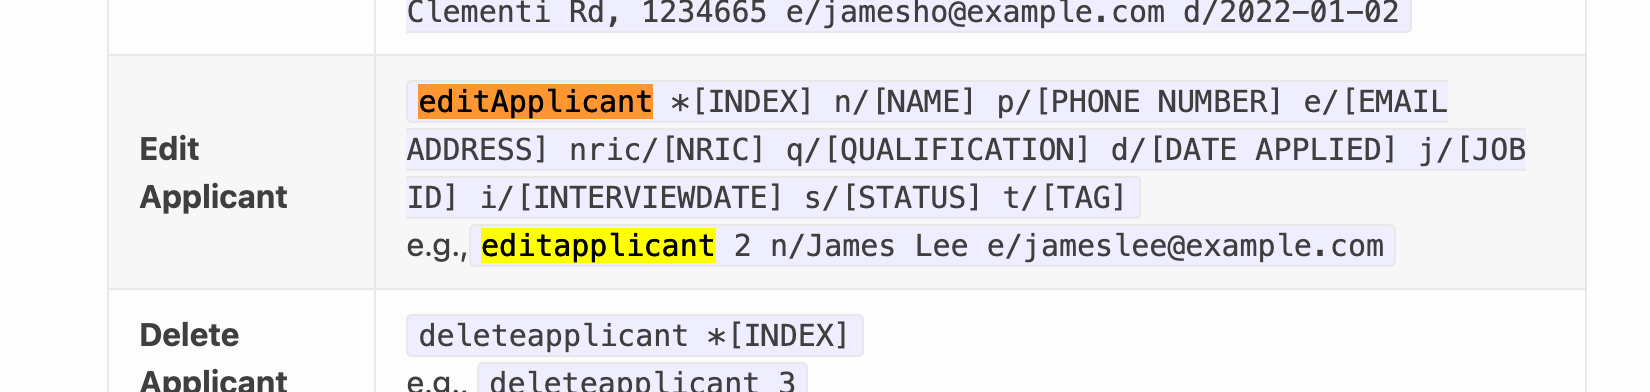 Clementi Rd, 1234665 e/jamesho@example.com d/2022-01-02
Edit
Applicant
editApplicant *[INDEX] n/[NAME] p/[PHONE NUMBER] e/[EMAIL
ADDRESS] nric/[NRIC] q/[QUALIFICATION] d/[DATE APPLIED] j/[JOB
ID] i/[INTERVIEWDATE] s/[STATUS] t/[TAG]
e.g., editapplicant 2 n/James Lee e/jameslee@example.com
Delete
Applicant
deleteapplicant *[INDEX]
e.g., deleteapplicant 3